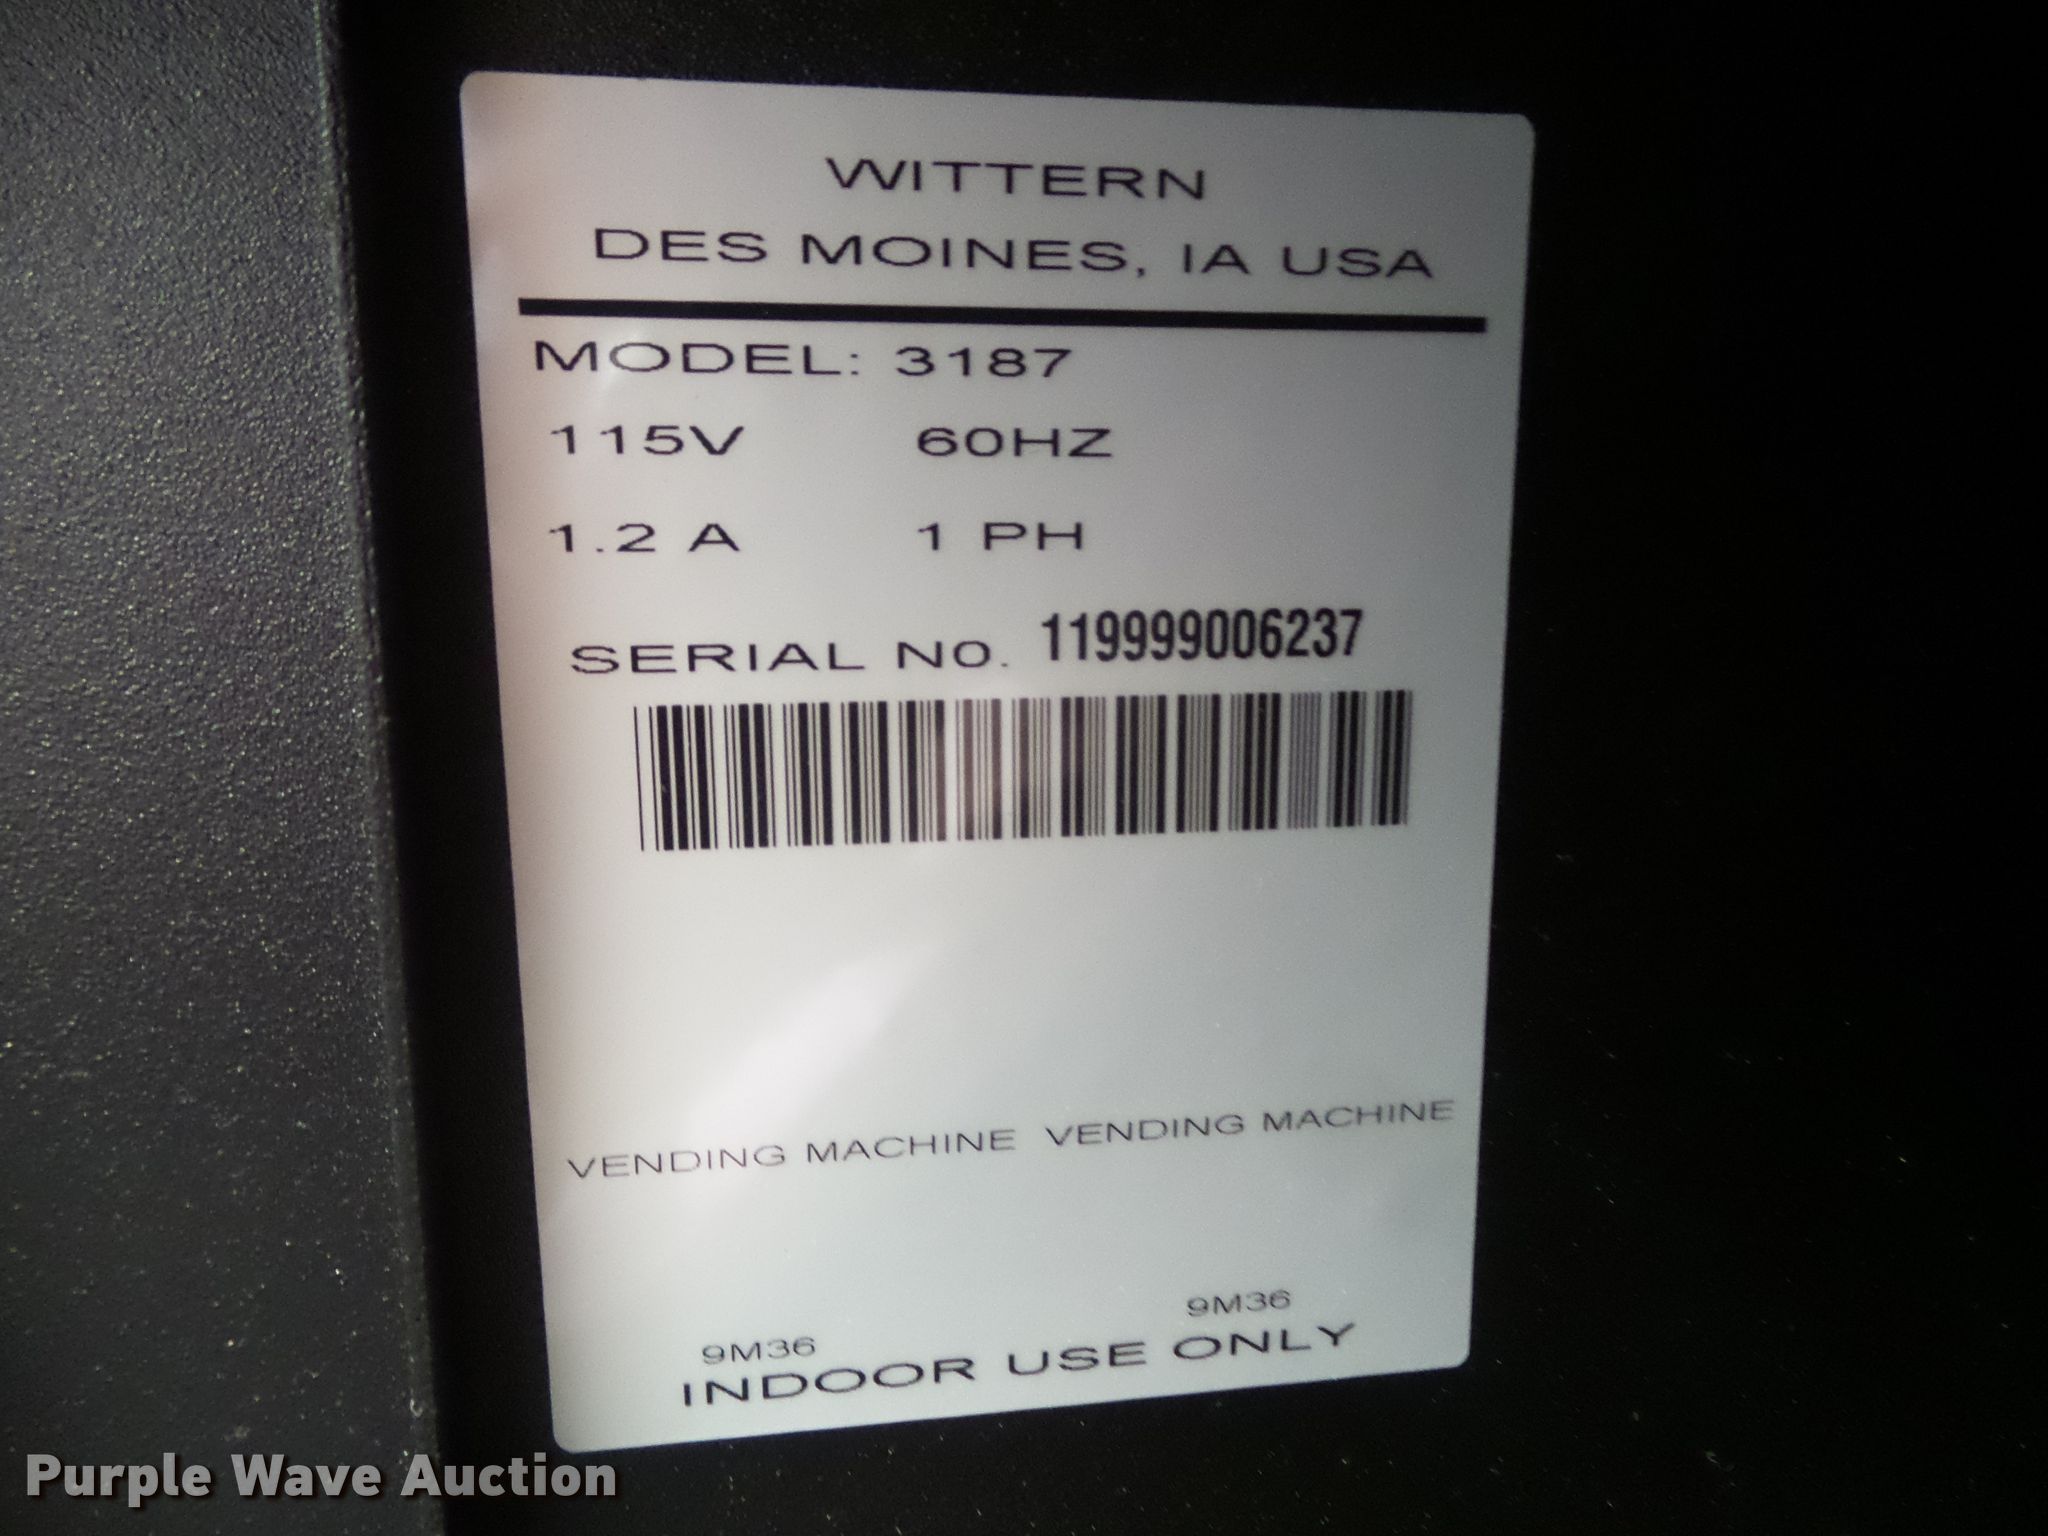 WITTERN
DES MOINES, IA USA
MODEL: 3187
115V 60HZ
1.2 A 1 PH
SERIAL NO. 119999006237
VENDING MACHINE VENDING MACHINE
9M36 9M36
INDOOR USE ONLY
Purple Wave Auction